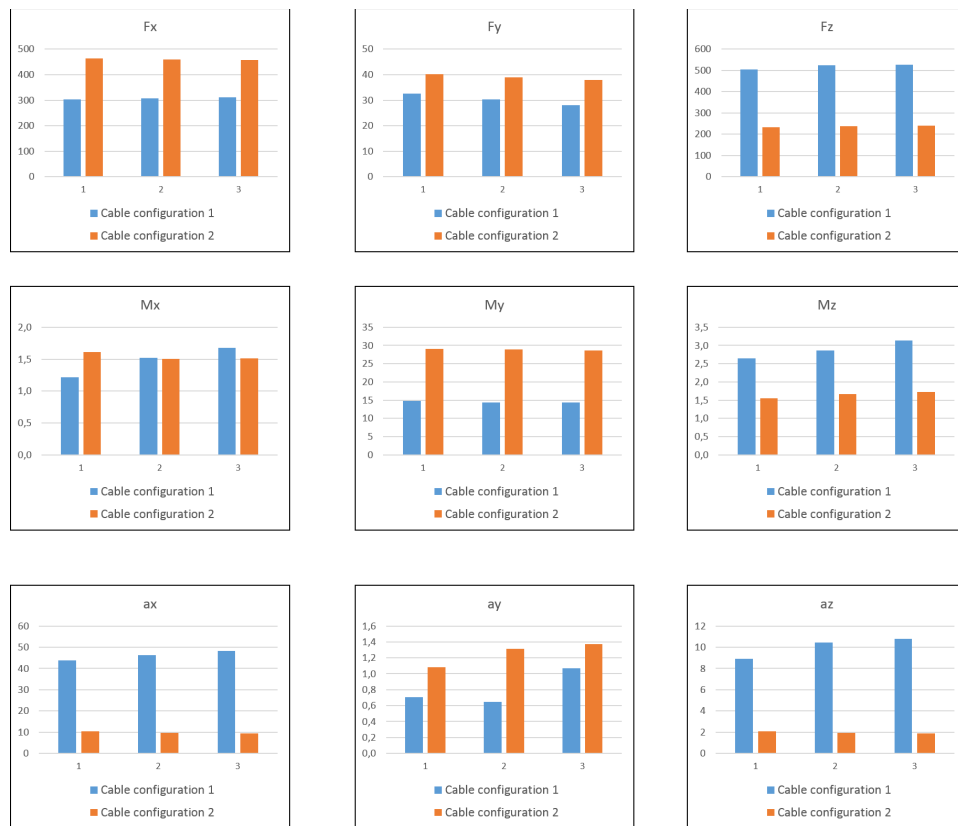 Fx
500
400
300
200
100
0
1 2 3
Cable configuration 1
Cable configuration 2
Fy
50
40
30
20
10
0
1 2 3
Cable configuration 1
Cable configuration 2
Fz
600
500
400
300
200
100
0
1 2 3
Cable configuration 1
Cable configuration 2
Mx
2,0
1,5
1,0
0,5
0,0
1 2 3
Cable configuration 1
Cable configuration 2
My
35
30
25
20
15
10
5
0
1 2 3
Cable configuration 1
Cable configuration 2
Mz
3,5
3,0
2,5
2,0
1,5
1,0
0,5
0,0
1 2 3
Cable configuration 1
Cable configuration 2
ax
60
50
40
30
20
10
0
1 2 3
Cable configuration 1
Cable configuration 2
ay
1,6
1,4
1,2
1,0
0,8
0,6
0,4
0,2
0,0
1 2 3
Cable configuration 1
Cable configuration 2
az
12
10
8
6
4
2
0
1 2 3
Cable configuration 1
Cable configuration 2